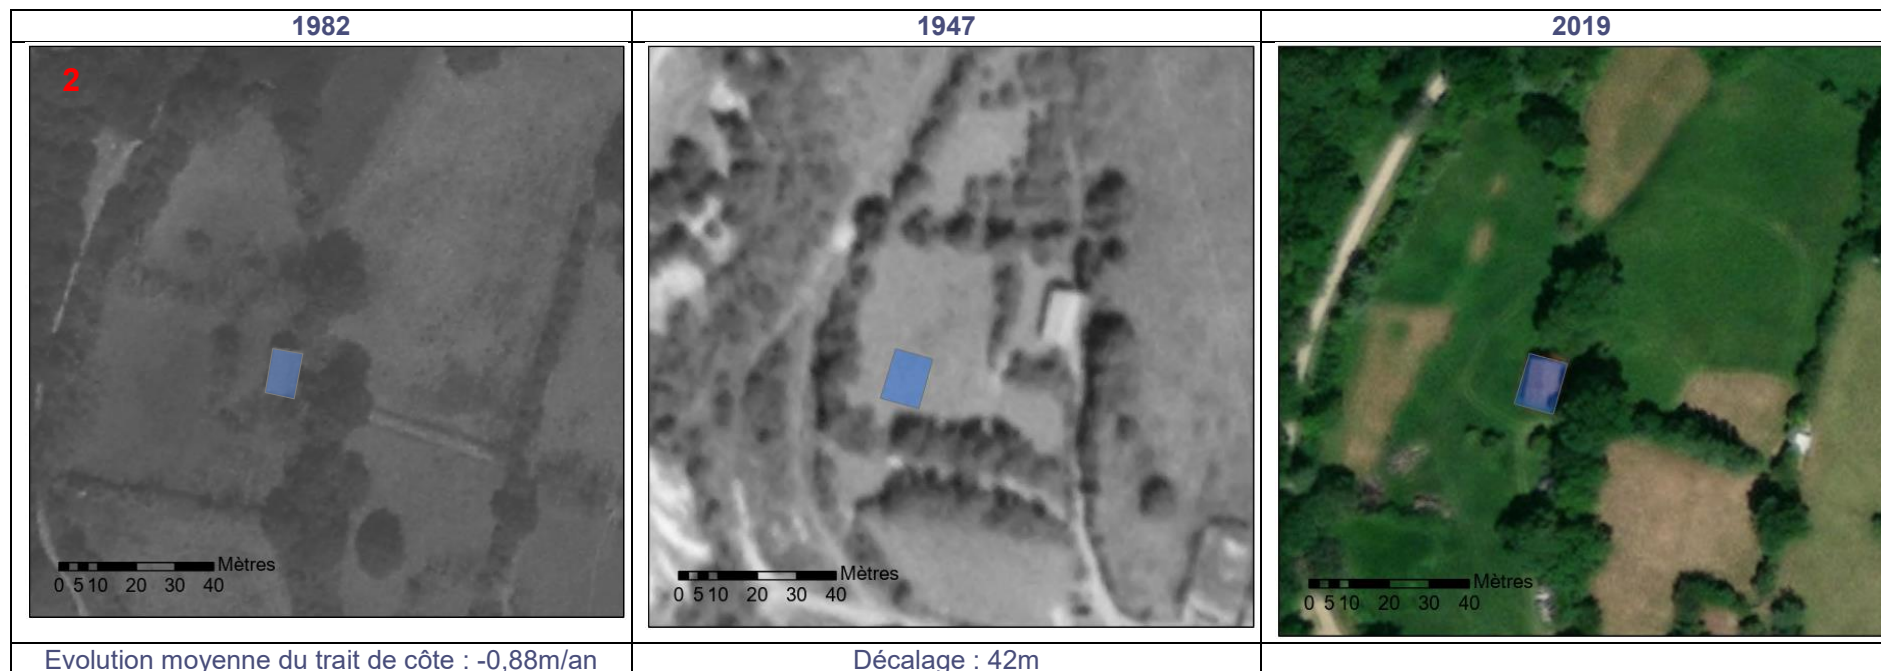 1982
1947
2019
2
Mètres
0 5 10 20 30 40
Mètres
0 5 10 20 30 40
Mètres
0 5 10 20 30 40
Evolution moyenne du trait de côte : -0,88m/an
Décalage : 42m